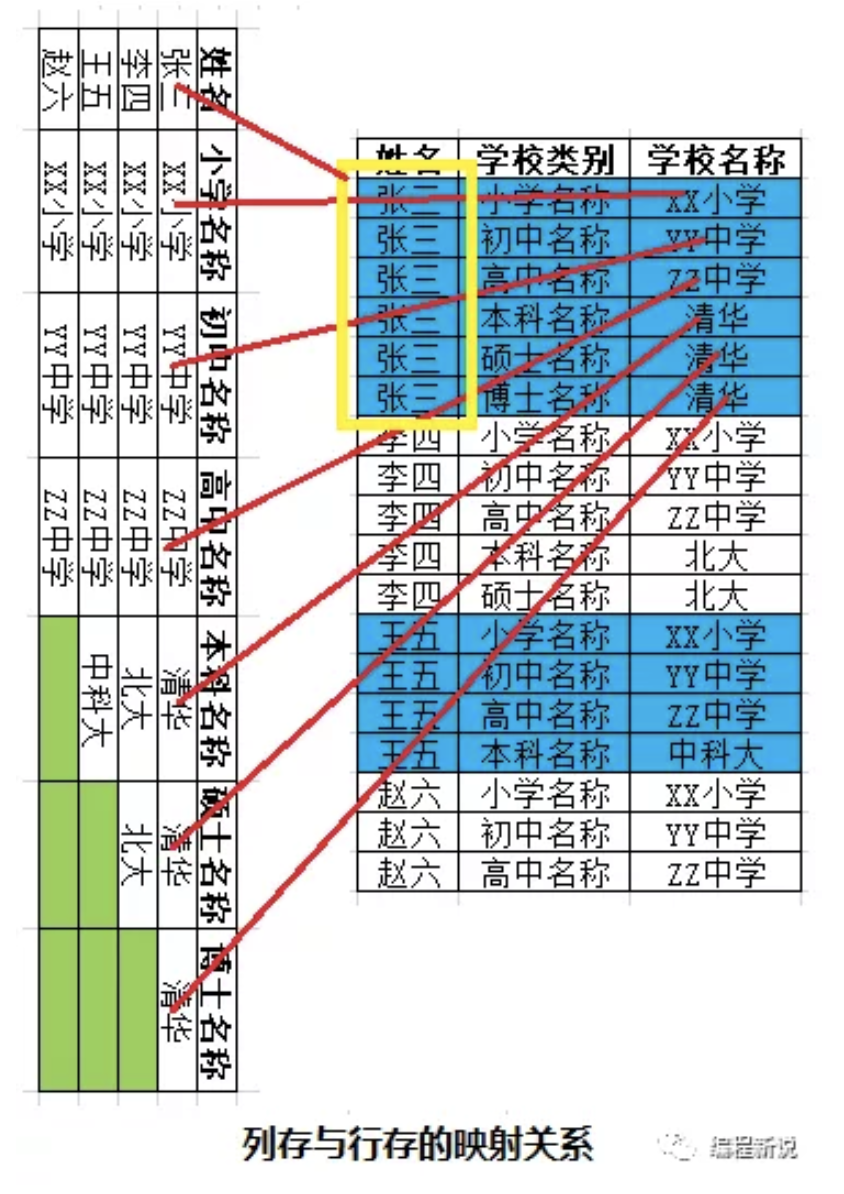 姓名 小学名称 初中名称 高中名称 本科名称 硕士名称 博士名称
张三 XX小学 YY中学 ZZ中学 清华 清华 清华
李四 XX小学 YY中学 ZZ中学 北大 北大
王五 XX小学 YY中学 ZZ中学 中科大
赵六 XX小学 YY中学 ZZ中学
姓名 学校类别 学校名称
张三 小学名称 XX小学
张三 初中名称 YY中学
张三 高中名称 ZZ中学
张三 本科名称 清华
张三 硕士名称 清华
张三 博士名称 清华
李四 小学名称 XX小学
李四 初中名称 YY中学
李四 高中名称 ZZ中学
李四 本科名称 北大
李四 硕士名称 北大
王五 小学名称 XX小学
王五 初中名称 YY中学
王五 高中名称 ZZ中学
王五 本科名称 中科大
赵六 小学名称 XX小学
赵六 初中名称 YY中学
赵六 高中名称 ZZ中学
列存与行存的映射关系
编程新说